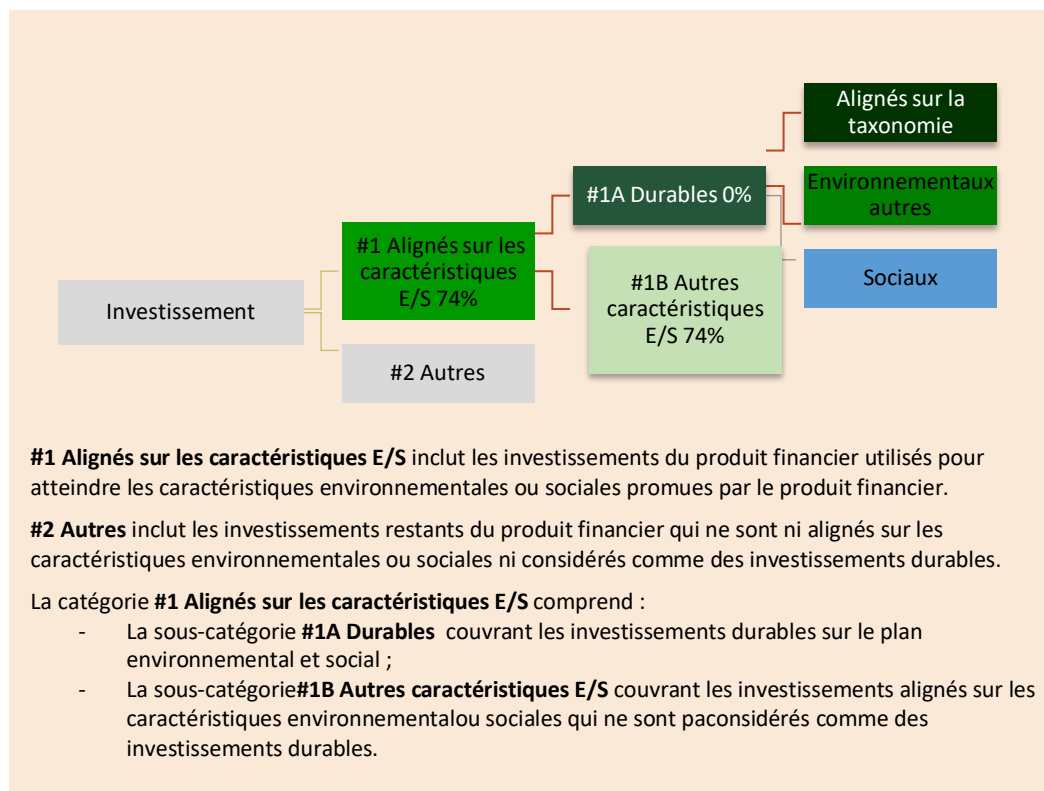 Alignés sur la
taxonomie
#1A Durables 0%
Environnementaux
autres
#1 Alignés sur les
caractéristiques
E/S 74%
Sociaux
#1B Autres
caractéristiques
E/S 74%
Investissement
#2 Autres
#1 Alignés sur les caractéristiques E/S inclut les investissements du produit financier utilisés pour
atteindre les caractéristiques environnementales ou sociales promues par le produit financier.
#2 Autres inclut les investissements restants du produit financier qui ne sont ni alignés sur les
caractéristiques environnementales ou sociales ni considérés comme des investissements durables.
La catégorie #1 Alignés sur les caractéristiques E/S comprend :
- La sous-catégorie #1A Durables couvrant les investissements durables sur le plan
environnemental et social ;
- La sous-catégorie#1B Autres caractéristiques E/S couvrant les investissements alignés sur les
caractéristiques environnementalou sociales qui ne sont paconsidérés comme des
investissements durables.